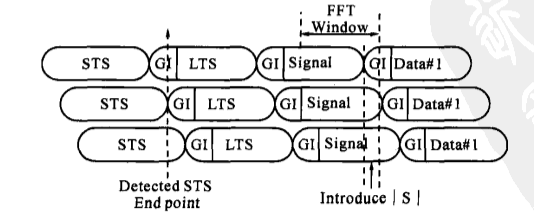 FFT
Window
STS GI LTS GI Signal GI Data#1
STS GI LTS GI Signal GI Data#1
STS GI LTS GI Signal GI Data#1
Detected STS
End point
Introduce | S |